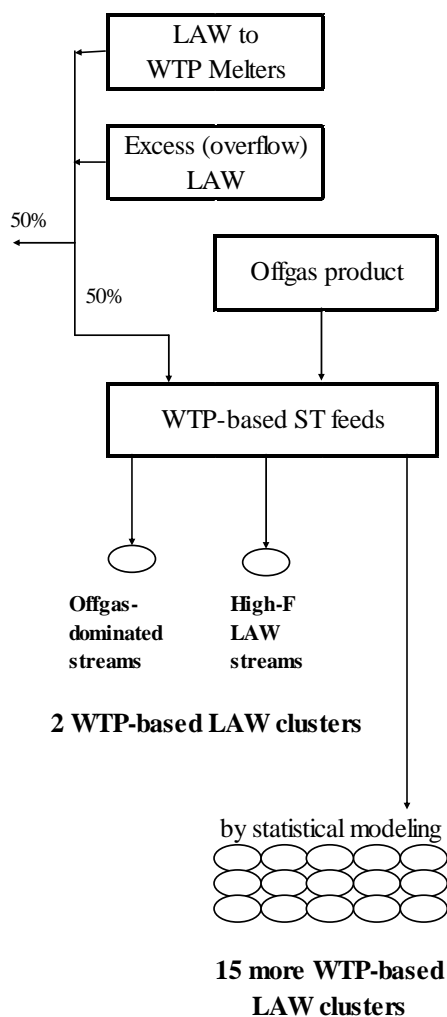 LAW to
WTP Melters
Excess (overflow)
LAW
50%
Offgas product
50%
WTP-based ST feeds
Offgas-
dominated
streams
High-F
LAW
streams
2 WTP-based LAW clusters
by statistical modeling
15 more WTP-based
LAW clusters